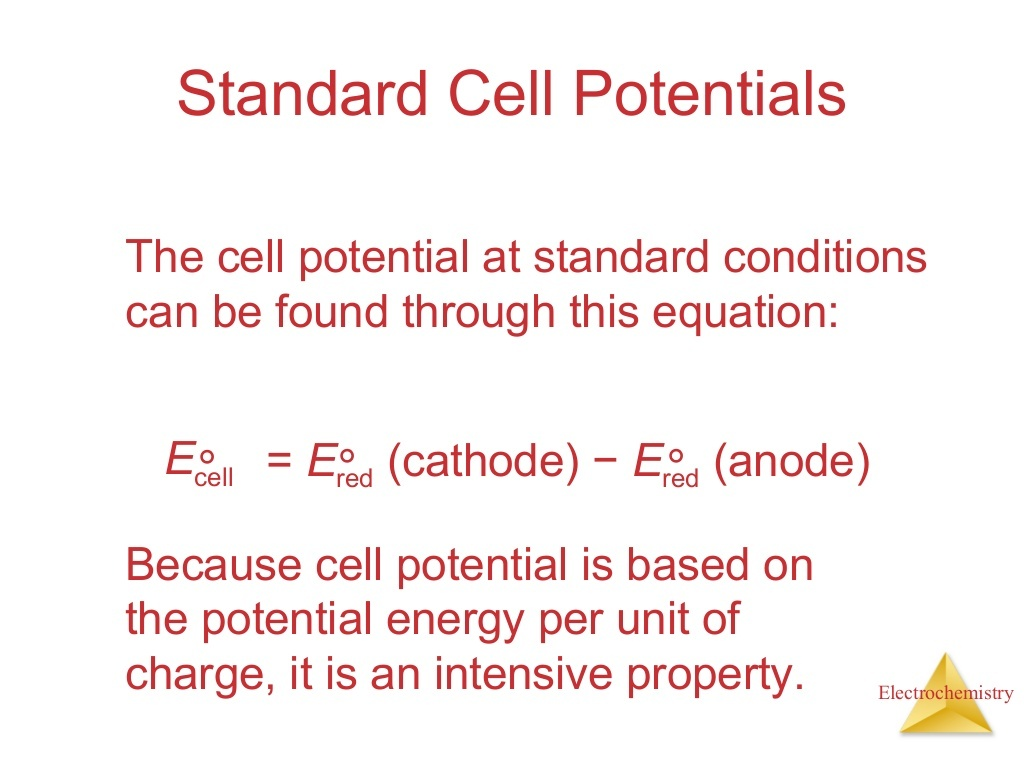 Standard Cell Potentials
The cell potential at standard conditions
can be found through this equation:
E°cell = E°red (cathode) − E°red (anode)
Because cell potential is based on
the potential energy per unit of
charge, it is an intensive property.
Electrochemistry